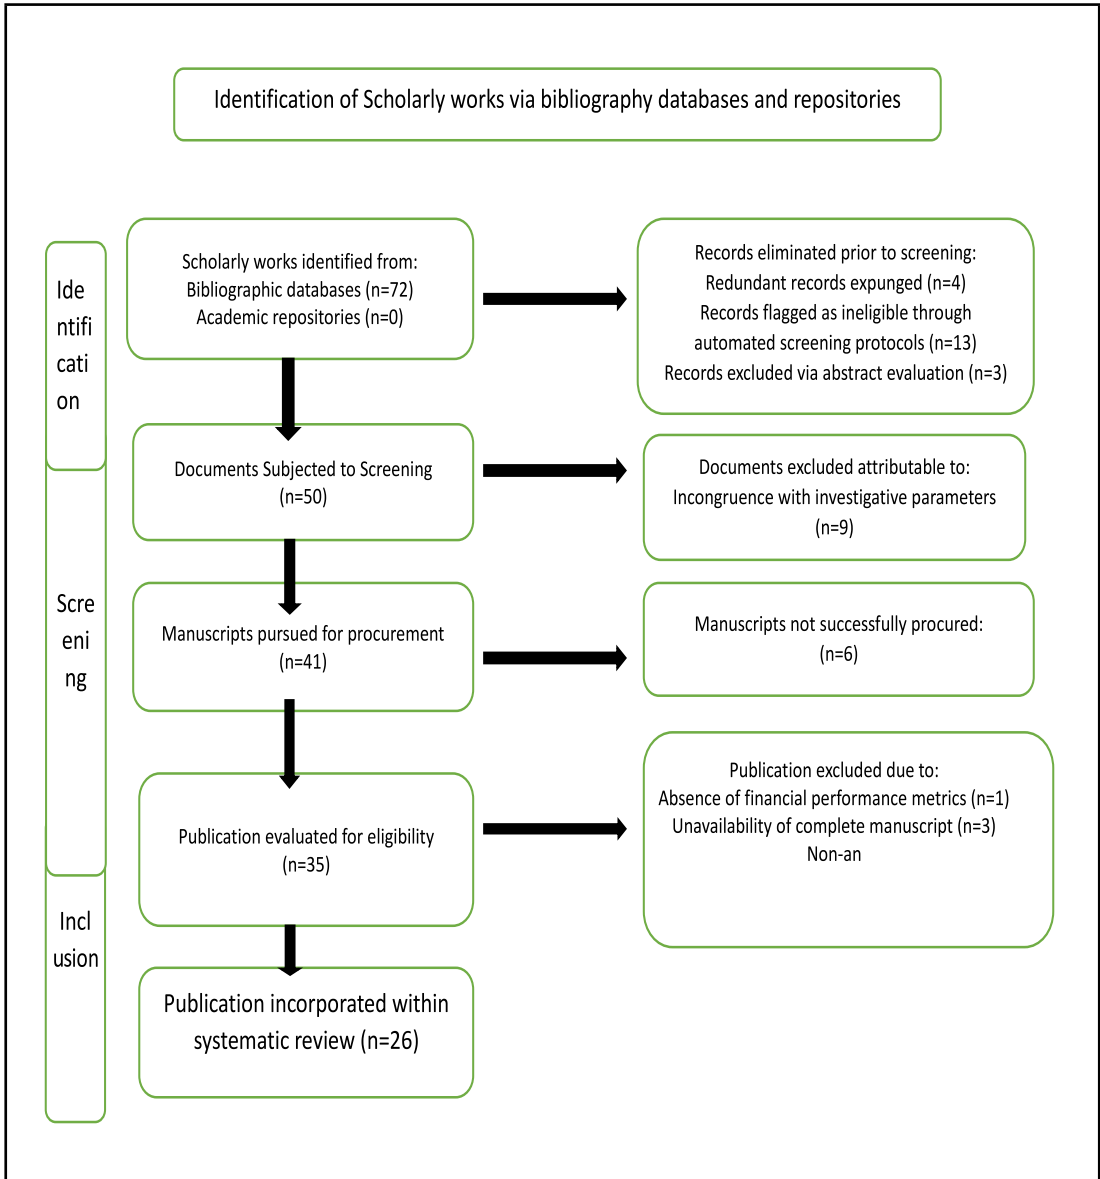 Identification of Scholarly works via bibliography databases and repositories
Ide
ntifi
cati
on
Scholarly works identified from:
Bibliographic databases (n=72)
Academic repositories (n=0)
Records eliminated prior to screening:
Redundant records expunged (n=4)
Records flagged as ineligible through
automated screening protocols (n=13)
Records excluded via abstract evaluation (n=3)
Scre
eni
ng
Documents Subjected to Screening
(n=50)
Documents excluded attributable to:
Incongruence with investigative parameters
(n=9)
Manuscripts pursued for procurement
(n=41)
Manuscripts not successfully procured:
(n=6)
Publication evaluated for eligibility
(n=35)
Publication excluded due to:
Absence of financial performance metrics (n=1)
Unavailability of complete manuscript (n=3)
Non-an
Incl
usion
Publication incorporated within
systematic review (n=26)